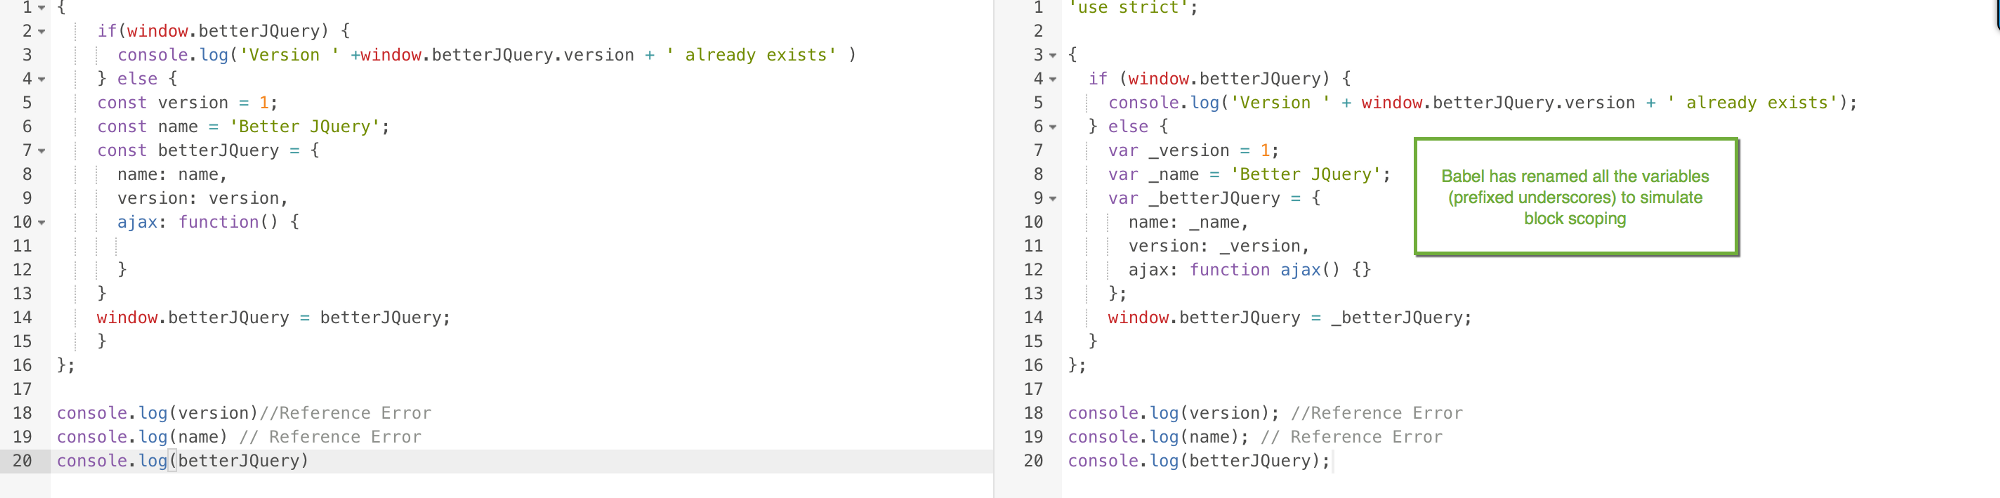 1 {
2 if(window.betterJQuery) {
3 console.log('Version ' +window.betterJQuery.version + ' already exists' )
4 } else {
5 const version = 1;
6 const name = 'Better JQuery';
7 const betterJQuery = {
8 name: name,
9 version: version,
10 ajax: function() {
11
12 }
13 }
14 window.betterJQuery = betterJQuery;
15 }
16 };
17
18 console.log(version)//Reference Error
19 console.log(name) // Reference Error
20 console.log(betterJQuery)
1 'use strict';
2
3 {
4 if (window.betterJQuery) {
5 console.log('Version ' + window.betterJQuery.version + ' already exists');
6 } else {
7 var _version = 1;
8 var _name = 'Better JQuery';
9 var _betterJQuery = {
10 name: _name,
11 version: _version,
12 ajax: function ajax() {}
13 };
14 window.betterJQuery = _betterJQuery;
15 }
16 };
17
18 console.log(version); //Reference Error
19 console.log(name); // Reference Error
20 console.log(betterJQuery);
Babel has renamed all the variables
(prefixed underscores) to simulate
block scoping